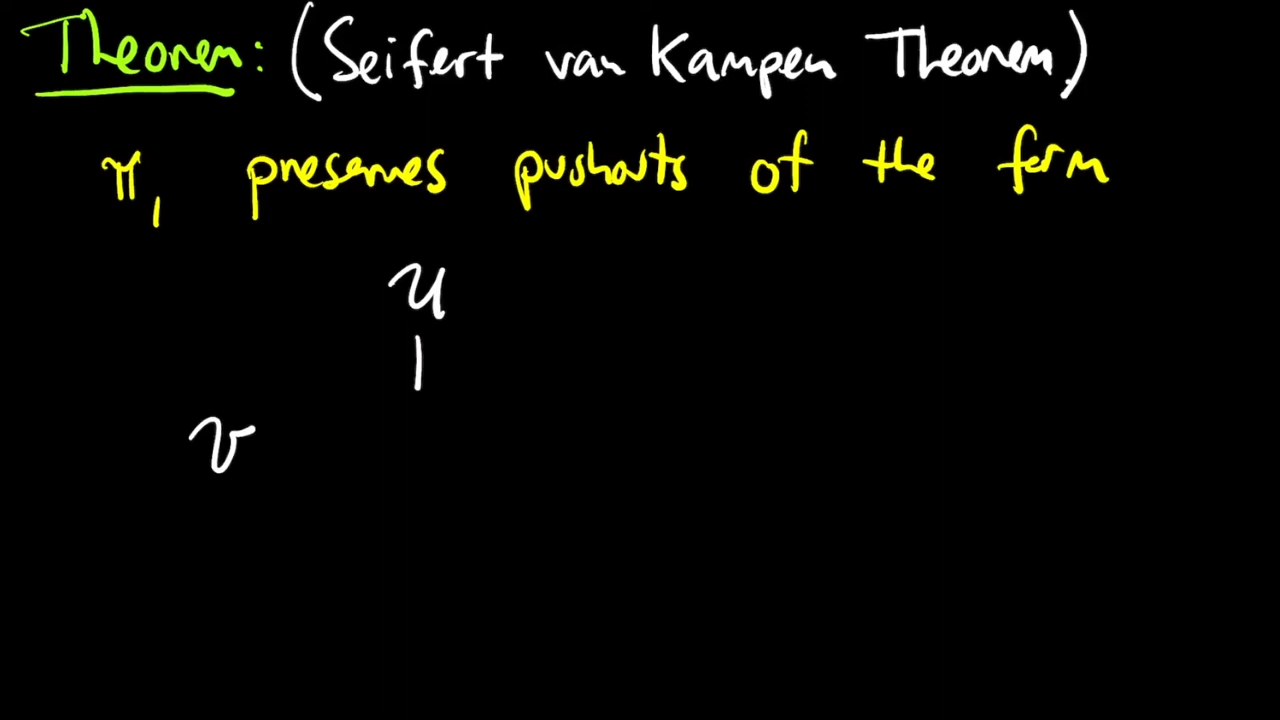 Theorem: (Seifert van Kampen Theorem)
π₁ preserves pushouts of the form
U
V